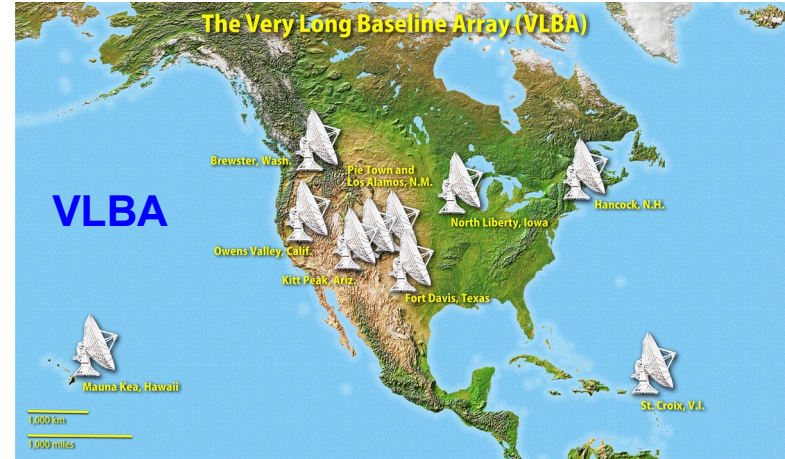 The Very Long Baseline Array (VLBA)
Brewster, Wash.
Pie Town and
Los Alamos, N.M.
VLBA
Hancock, N.H.
North Liberty, Iowa
Owens Valley, Calif.
Kitt Peak, Ariz.
Fort Davis, Texas
Mauna Kea, Hawaii
St. Croix, V.I.
1,000 km
1,000 miles